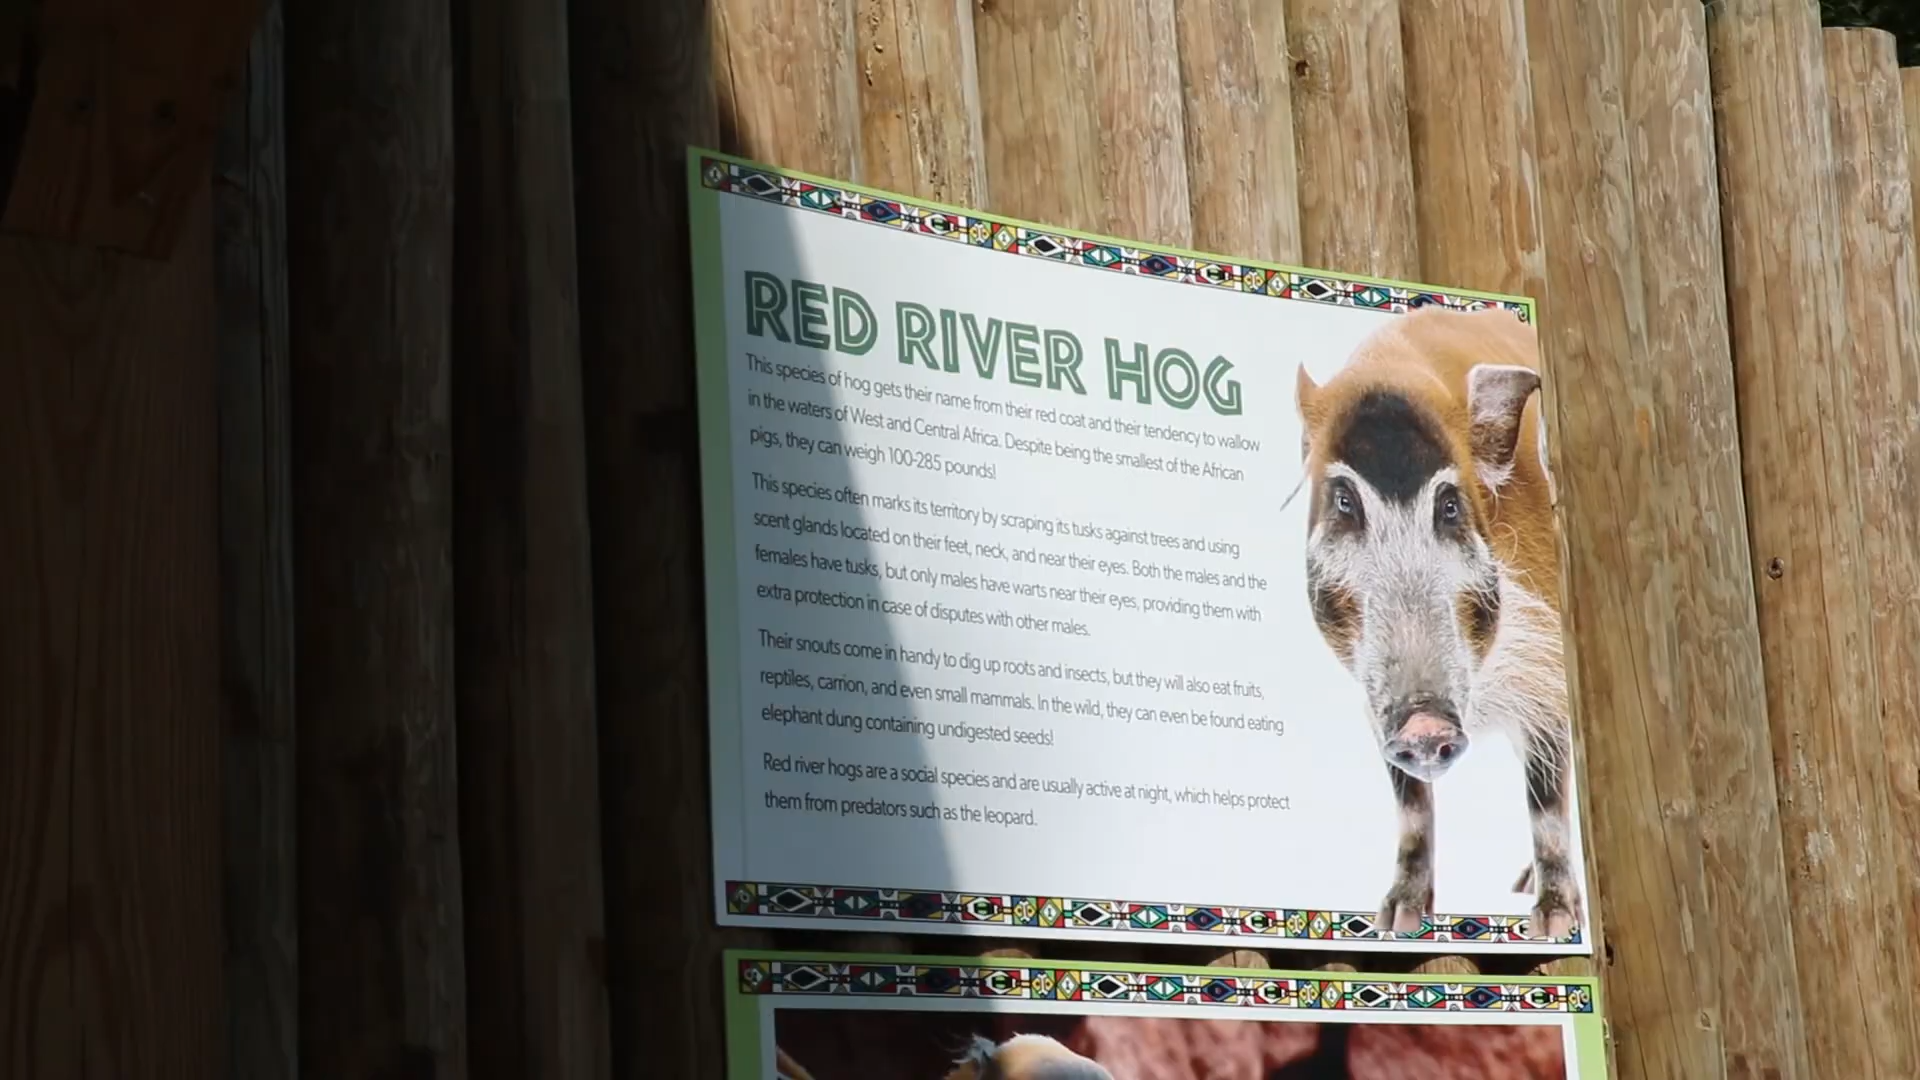 RED RIVER HOG
This species of hog gets their name from their red coat and their tendency to wallow
in the waters of West and Central Africa. Despite being the smallest of the African
pigs, they can weigh 100-285 pounds!
This species often marks its territory by scraping its tusks against trees and using
scent glands located on their feet, neck, and near their eyes. Both the males and the
females have tusks, but only males have warts near their eyes, providing them with
extra protection in case of disputes with other males.
Their snouts come in handy to dig up roots and insects, but they will also eat fruits,
reptiles, carrion, and even small mammals. In the wild, they can even be found eating
elephant dung containing undigested seeds!
Red river hogs are a social species and are usually active at night, which helps protect
them from predators such as the leopard.